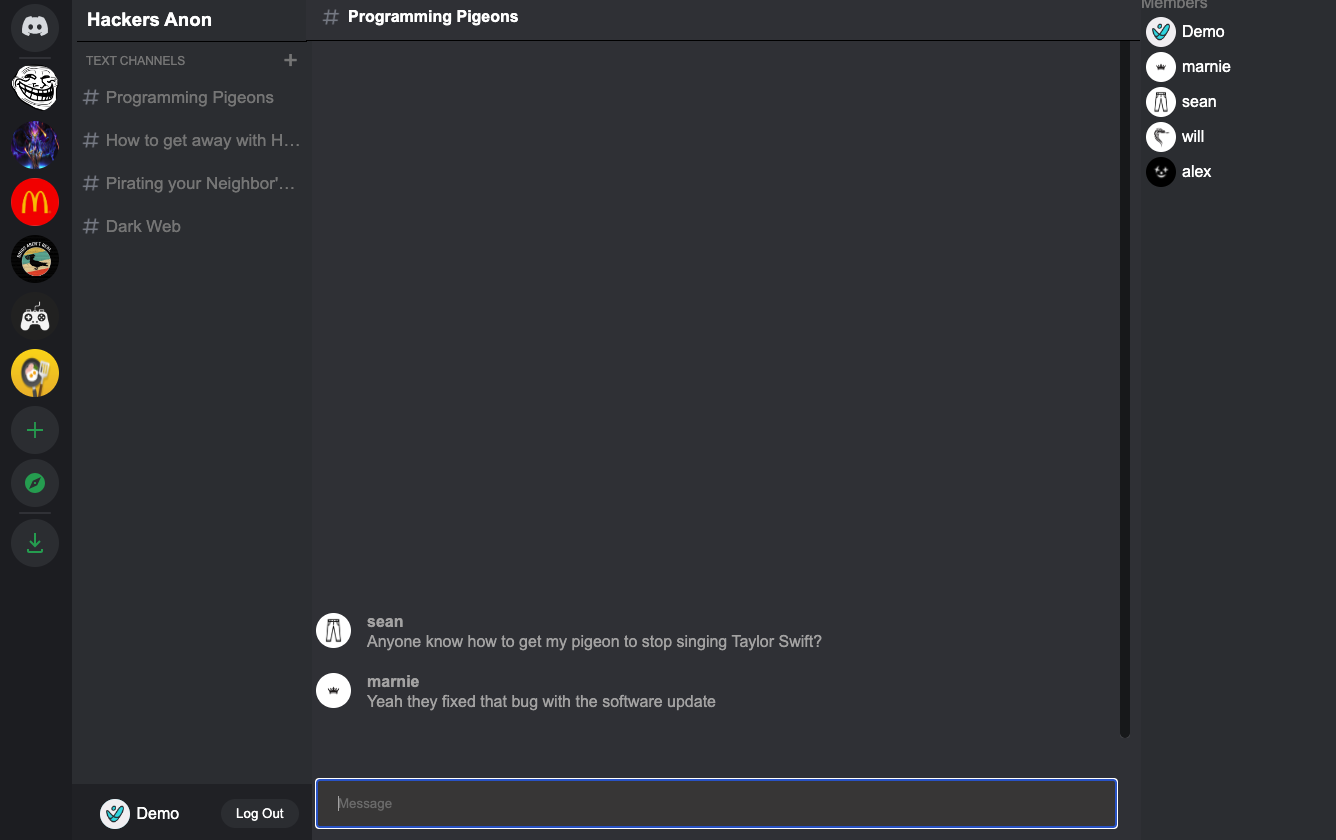 Hackers Anon
TEXT CHANNELS
Programming Pigeons
How to get away with H…
Pirating your Neighbor'…
Dark Web
Demo
Log Out
Programming Pigeons
sean
Anyone know how to get my pigeon to stop singing Taylor Swift?
marnie
Yeah they fixed that bug with the software update
Message
Members
Demo
marnie
sean
will
alex